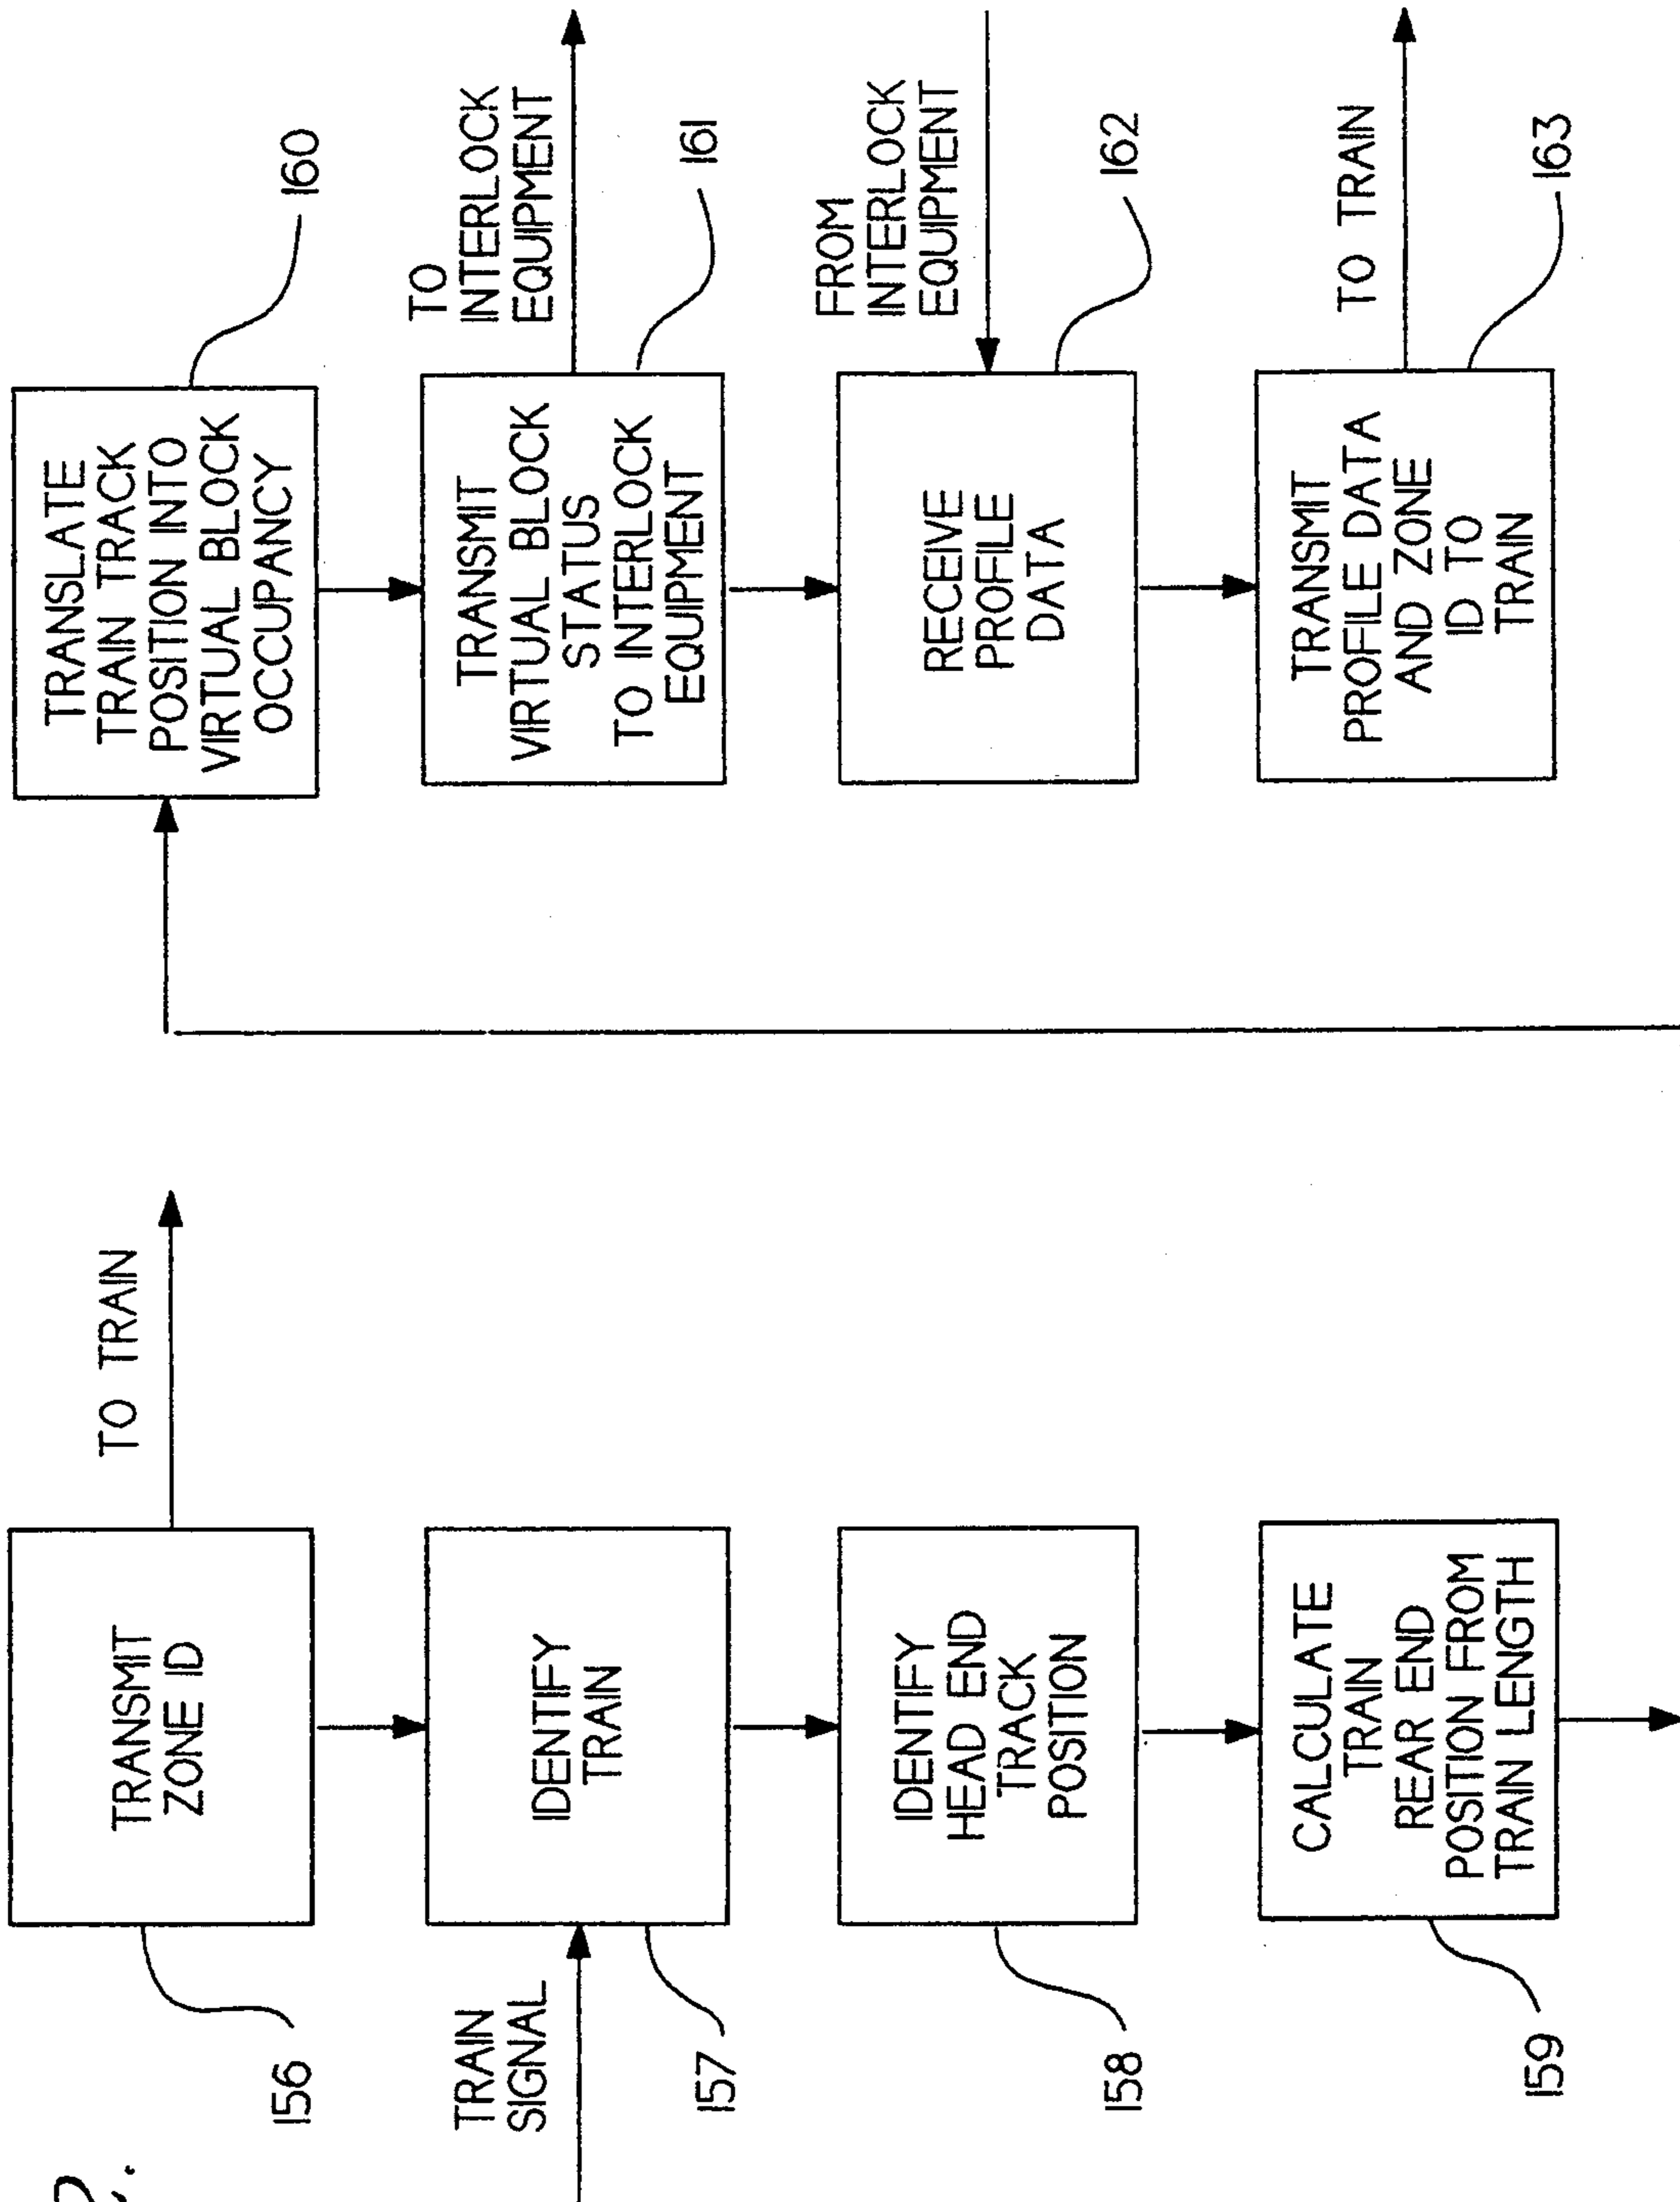 TRANSMIT
ZONE ID
TO TRAIN
156
TRAIN
SIGNAL
IDENTIFY
TRAIN
157
IDENTIFY
HEAD END
TRACK
POSITION
158
CALCULATE
TRAIN
REAR END
POSITION FROM
TRAIN LENGTH
159
TRANSLATE
TRAIN TRACK
POSITION INTO
VIRTUAL BLOCK
OCCUPANCY
160
TRANSMIT
VIRTUAL BLOCK
STATUS
TO INTERLOCK
EQUIPMENT
TO
INTERLOCK
EQUIPMENT
161
RECEIVE
PROFILE
DATA
FROM
INTERLOCK
EQUIPMENT
162
TRANSMIT
PROFILE DATA
AND ZONE
ID TO
TRAIN
TO TRAIN
163